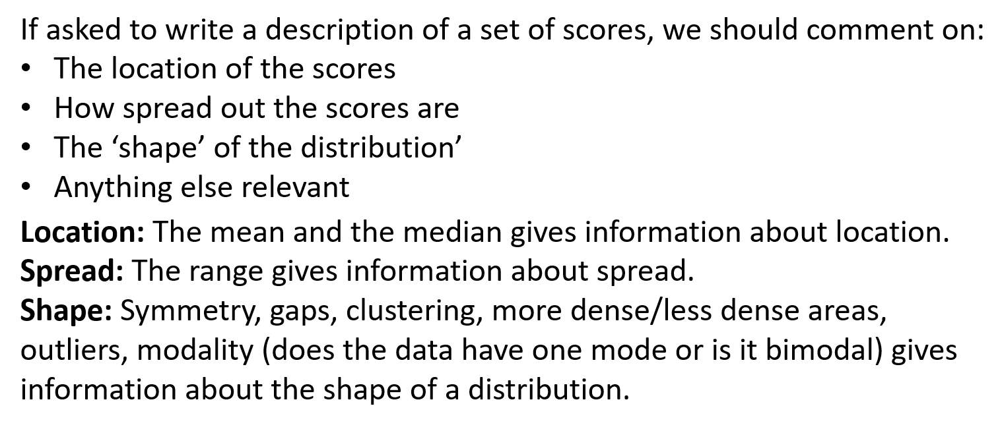 If asked to write a description of a set of scores, we should comment on:
• The location of the scores
• How spread out the scores are
• The ‘shape’ of the distribution’
• Anything else relevant
Location: The mean and the median gives information about location.
Spread: The range gives information about spread.
Shape: Symmetry, gaps, clustering, more dense/less dense areas,
outliers, modality (does the data have one mode or is it bimodal) gives
information about the shape of a distribution.